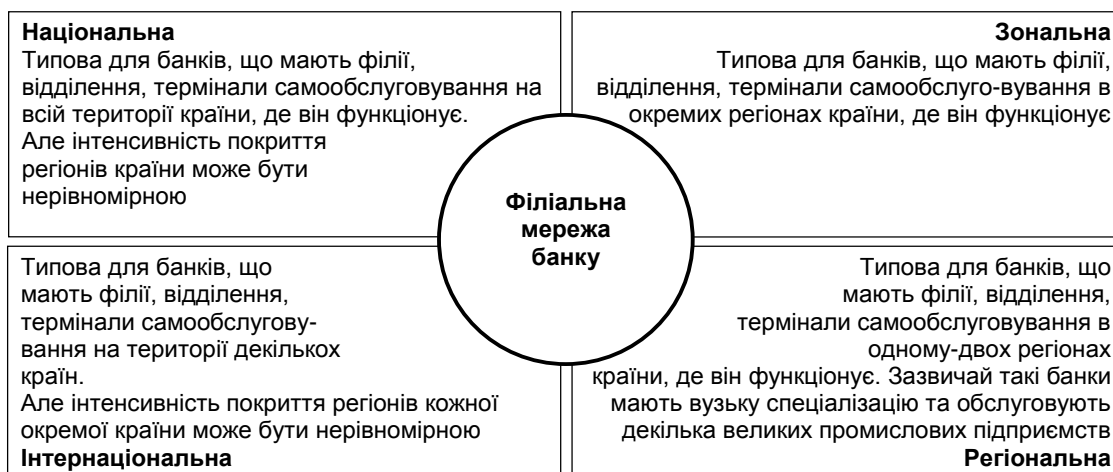 Національна
Типова для банків, що мають філії,
відділення, термінали самообслуговування на
всій території країни, де він функціонує.
Але інтенсивність покриття
регіонів країни може бути
нерівномірною
Зональна
Типова для банків, що мають філії,
відділення, термінали самообслуго-вування в
окремих регіонах країни, де він функціонує
Філіальна
мережа
банку
Типова для банків, що
мають філії, відділення,
термінали самообслугову-
вання на території декількох
країн.
Але інтенсивність покриття регіонів кожної
окремої країни може бути нерівномірною
Інтернаціональна
Типова для банків, що
мають філії, відділення,
термінали самообслуговування в
одному-двох регіонах
країни, де він функціонує. Зазвичай такі банки
мають вузьку спеціалізацію та обслуговують
декілька великих промислових підприємств
Регіональна